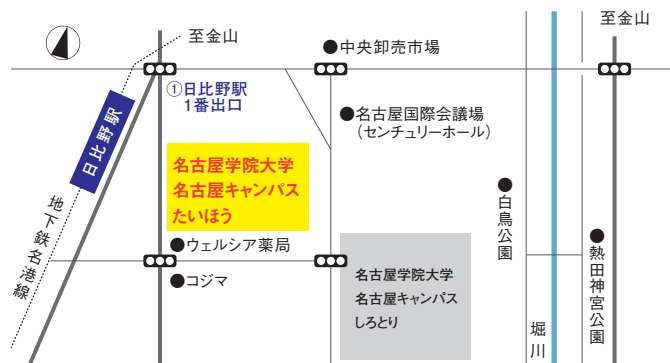 至金山
至金山
●中央卸売市場
①日比野駅
1番出口
日比野駅
●名古屋国際会議場
(センチュリーホール)
名古屋学院大学
名古屋キャンパス
たいほう
●白鳥公園
地下鉄名港線
●ウェルシア薬局
●熱田神宮公園
●コジマ
名古屋学院大学
名古屋キャンパス
しろとり
堀川